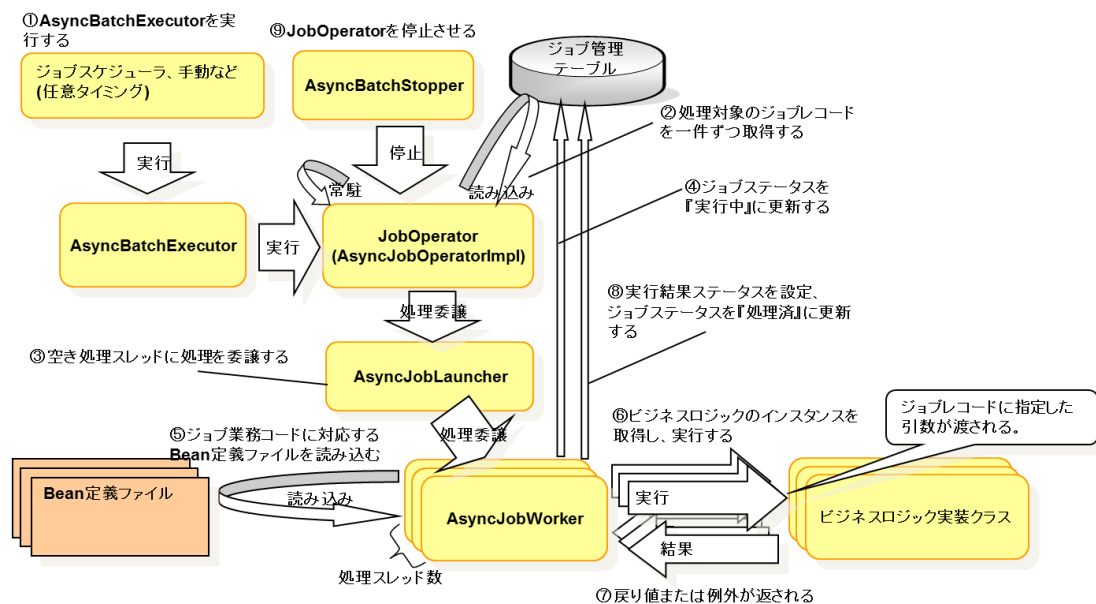 ①AsyncBatchExecutorを実
行する
ジョブスケジューラ、手動など
(任意タイミング)
⑨JobOperatorを停止させる
AsyncBatchStopper
ジョブ管理
テーブル
②処理対象のジョブレコード
を一件ずつ取得する
実行
停止
常駐
読み込み
④ジョブステータスを
『実行中』に更新する
AsyncBatchExecutor
実行
JobOperator
(AsyncJobOperatorImpl)
処理委譲
⑧実行結果ステータスを設定、
ジョブステータスを『処理済』に更新
する
③空き処理スレッドに処理を委譲する
AsyncJobLauncher
処理委譲
⑥ビジネスロジックのインスタンスを
取得し、実行する
ジョブレコードに指定した
引数が渡される。
⑤ジョブ業務コードに対応する
Bean定義ファイルを読み込む
Bean定義ファイル
読み込み
AsyncJobWorker
実行
ビジネスロジック実装クラス
結果
処理スレッド数
⑦戻り値または例外が返される